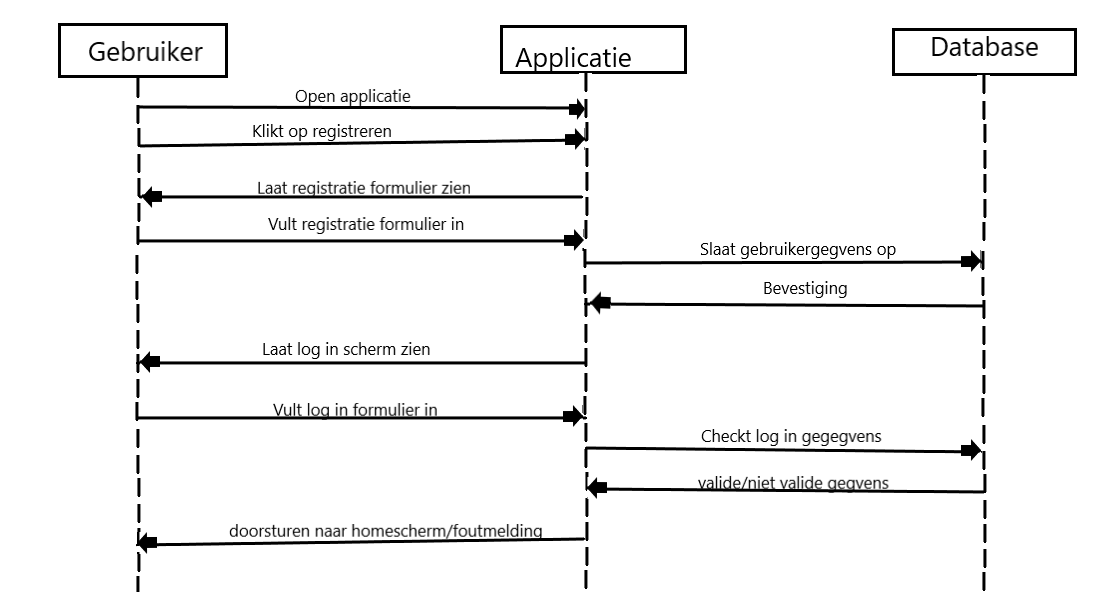 Gebruiker
Applicatie
Database
Open applicatie
Klikt op registreren
Laat registratie formulier zien
Vult registratie formulier in
Slaat gebruikergegvens op
Bevestiging
Laat log in scherm zien
Vult log in formulier in
Checkt log in gegegvens
valide/niet valide gegvens
doorsturen naar homescherm/foutmelding